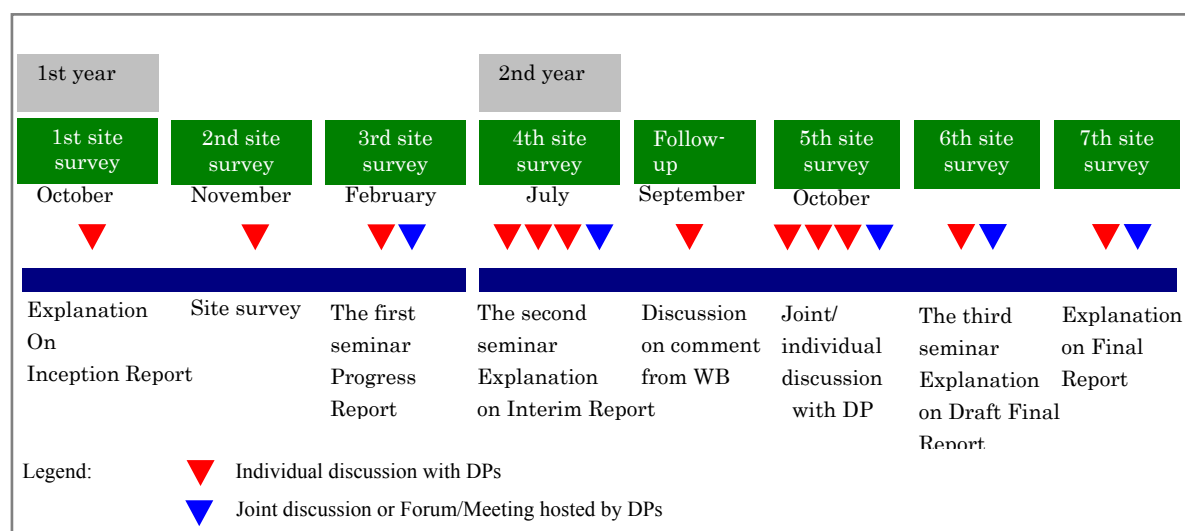 1st year
2nd year
1st site
survey
2nd site
survey
3rd site
survey
4th site
survey
Follow-
up
5th site
survey
6th site
survey
7th site
survey
October
November
February
July
September
October
Explanation
On
Inception Report
Site survey
The first
seminar
Progress
Report
The second
seminar
Explanation
on Interim Report
Discussion
on comment
from WB
Joint/
individual
discussion
with DP
The third
seminar
Explanation
on Draft Final
Report
Explanation
on Final
Report
Legend:
Individual discussion with DPs
Joint discussion or Forum/Meeting hosted by DPs